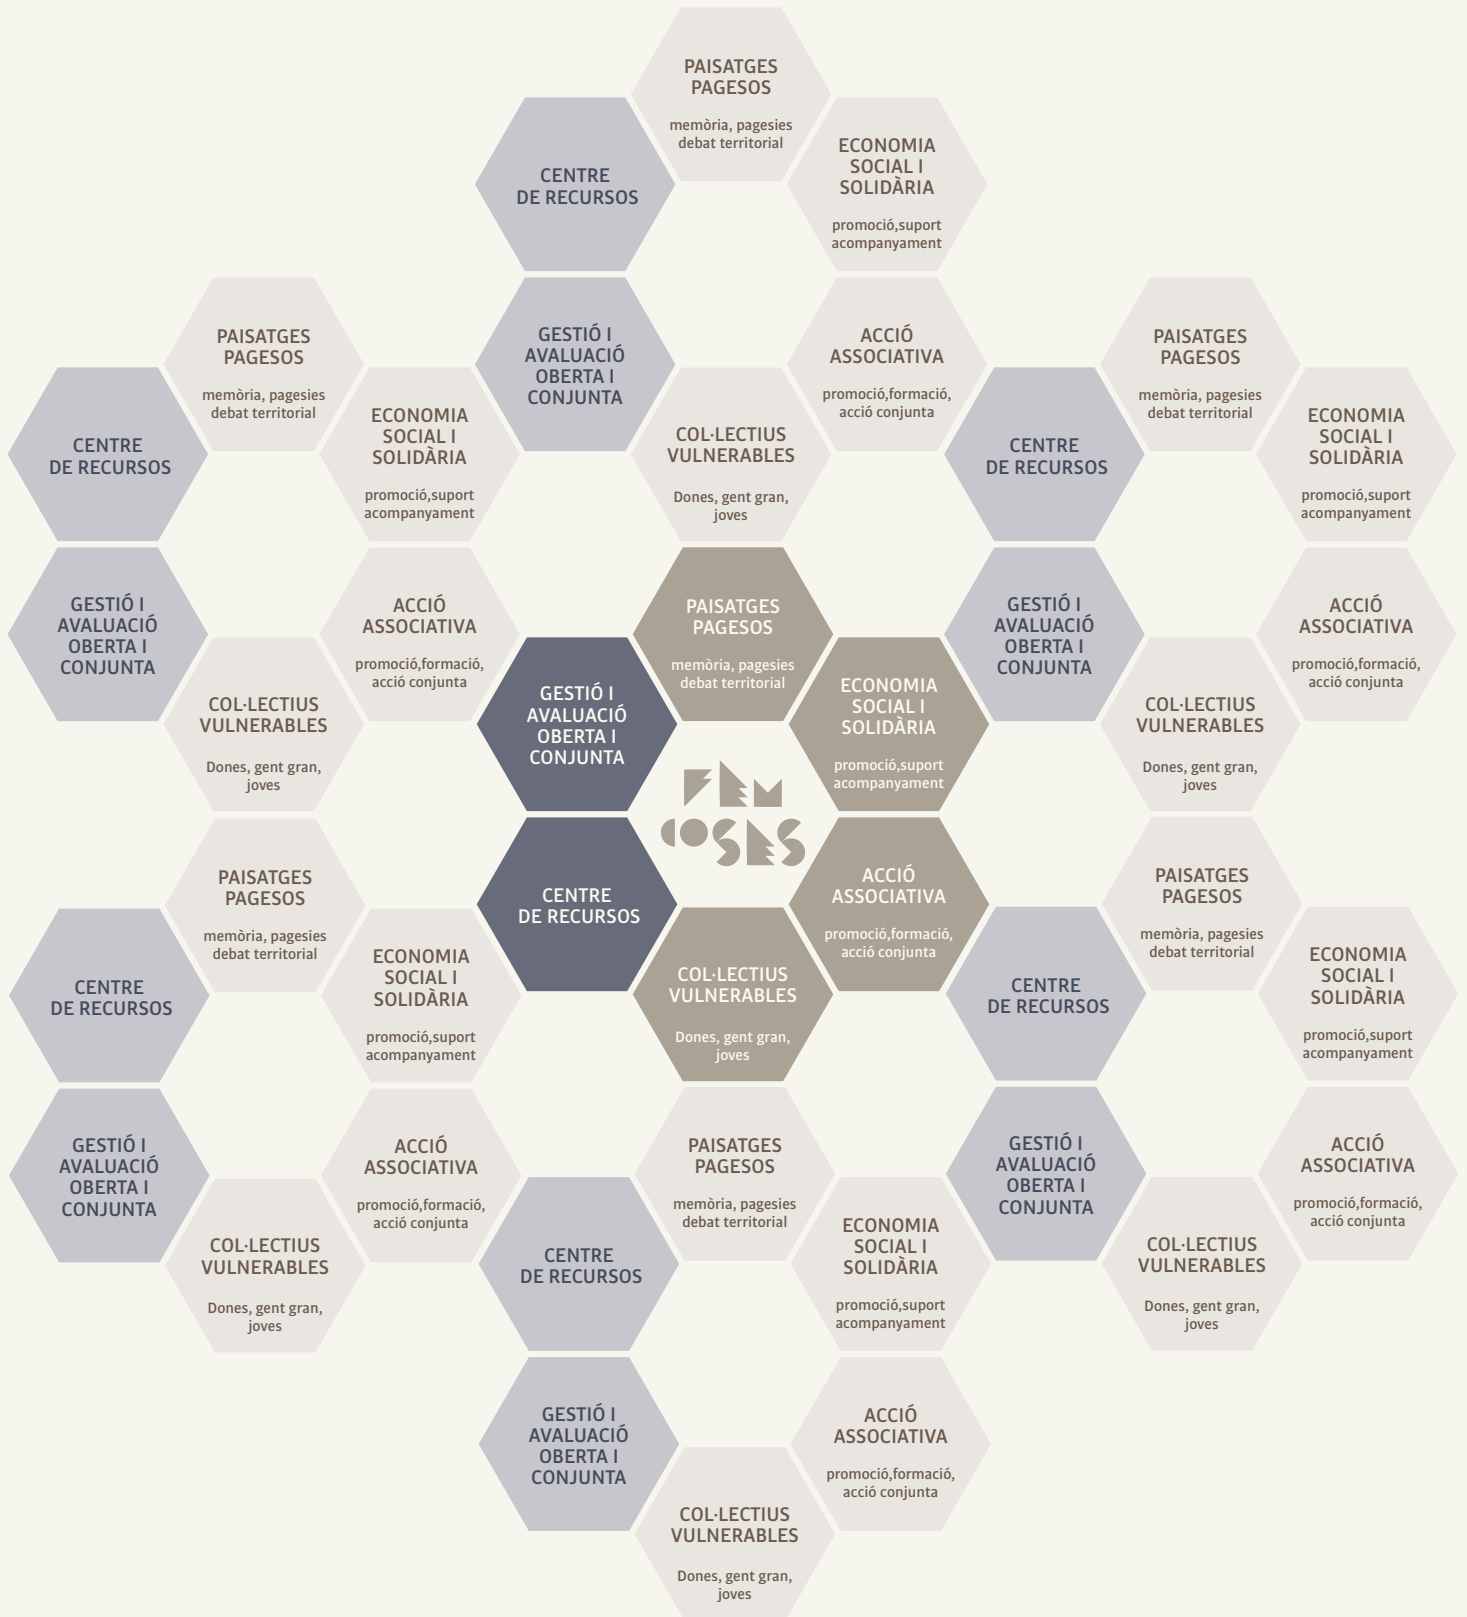 PAISATGES
PAGESOS
memòria, pagesies
debat territorial
CENTRE
DE RECURSOS
ECONOMIA
SOCIAL I
SOLIDÀRIA
promoció,suport
acompanyament
GESTIÓ I
AVALUACIÓ
OBERTA I
CONJUNTA
ACCIÓ
ASSOCIATIVA
promoció,formació,
acció conjunta
COL·LECTIUS
VULNERABLES
Dones, gent gran,
joves
PAISATGES
PAGESOS
memòria, pagesies
debat territorial
CENTRE
DE RECURSOS
ECONOMIA
SOCIAL I
SOLIDÀRIA
promoció,suport
acompanyament
GESTIÓ I
AVALUACIÓ
OBERTA I
CONJUNTA
ACCIÓ
ASSOCIATIVA
promoció,formació,
acció conjunta
COL·LECTIUS
VULNERABLES
Dones, gent gran,
joves
PAISATGES
PAGESOS
memòria, pagesies
debat territorial
CENTRE
DE RECURSOS
ECONOMIA
SOCIAL I
SOLIDÀRIA
promoció,suport
acompanyament
GESTIÓ I
AVALUACIÓ
OBERTA I
CONJUNTA
ACCIÓ
ASSOCIATIVA
promoció,formació,
acció conjunta
COL·LECTIUS
VULNERABLES
Dones, gent gran,
joves
PAISATGES
PAGESOS
memòria, pagesies
debat territorial
GESTIÓ I
AVALUACIÓ
OBERTA I
CONJUNTA
ECONOMIA
SOCIAL I
SOLIDÀRIA
promoció,suport
acompanyament
FEM
COSES
CENTRE
DE RECURSOS
ACCIÓ
ASSOCIATIVA
promoció,formació,
acció conjunta
COL·LECTIUS
VULNERABLES
Dones, gent gran,
joves
PAISATGES
PAGESOS
memòria, pagesies
debat territorial
CENTRE
DE RECURSOS
ECONOMIA
SOCIAL I
SOLIDÀRIA
promoció,suport
acompanyament
GESTIÓ I
AVALUACIÓ
OBERTA I
CONJUNTA
ACCIÓ
ASSOCIATIVA
promoció,formació,
acció conjunta
COL·LECTIUS
VULNERABLES
Dones, gent gran,
joves
PAISATGES
PAGESOS
memòria, pagesies
debat territorial
CENTRE
DE RECURSOS
ECONOMIA
SOCIAL I
SOLIDÀRIA
promoció,suport
acompanyament
GESTIÓ I
AVALUACIÓ
OBERTA I
CONJUNTA
ACCIÓ
ASSOCIATIVA
promoció,formació,
acció conjunta
COL·LECTIUS
VULNERABLES
Dones, gent gran,
joves
PAISATGES
PAGESOS
memòria, pagesies
debat territorial
CENTRE
DE RECURSOS
ECONOMIA
SOCIAL I
SOLIDÀRIA
promoció,suport
acompanyament
GESTIÓ I
AVALUACIÓ
OBERTA I
CONJUNTA
ACCIÓ
ASSOCIATIVA
promoció,formació,
acció conjunta
COL·LECTIUS
VULNERABLES
Dones, gent gran,
joves